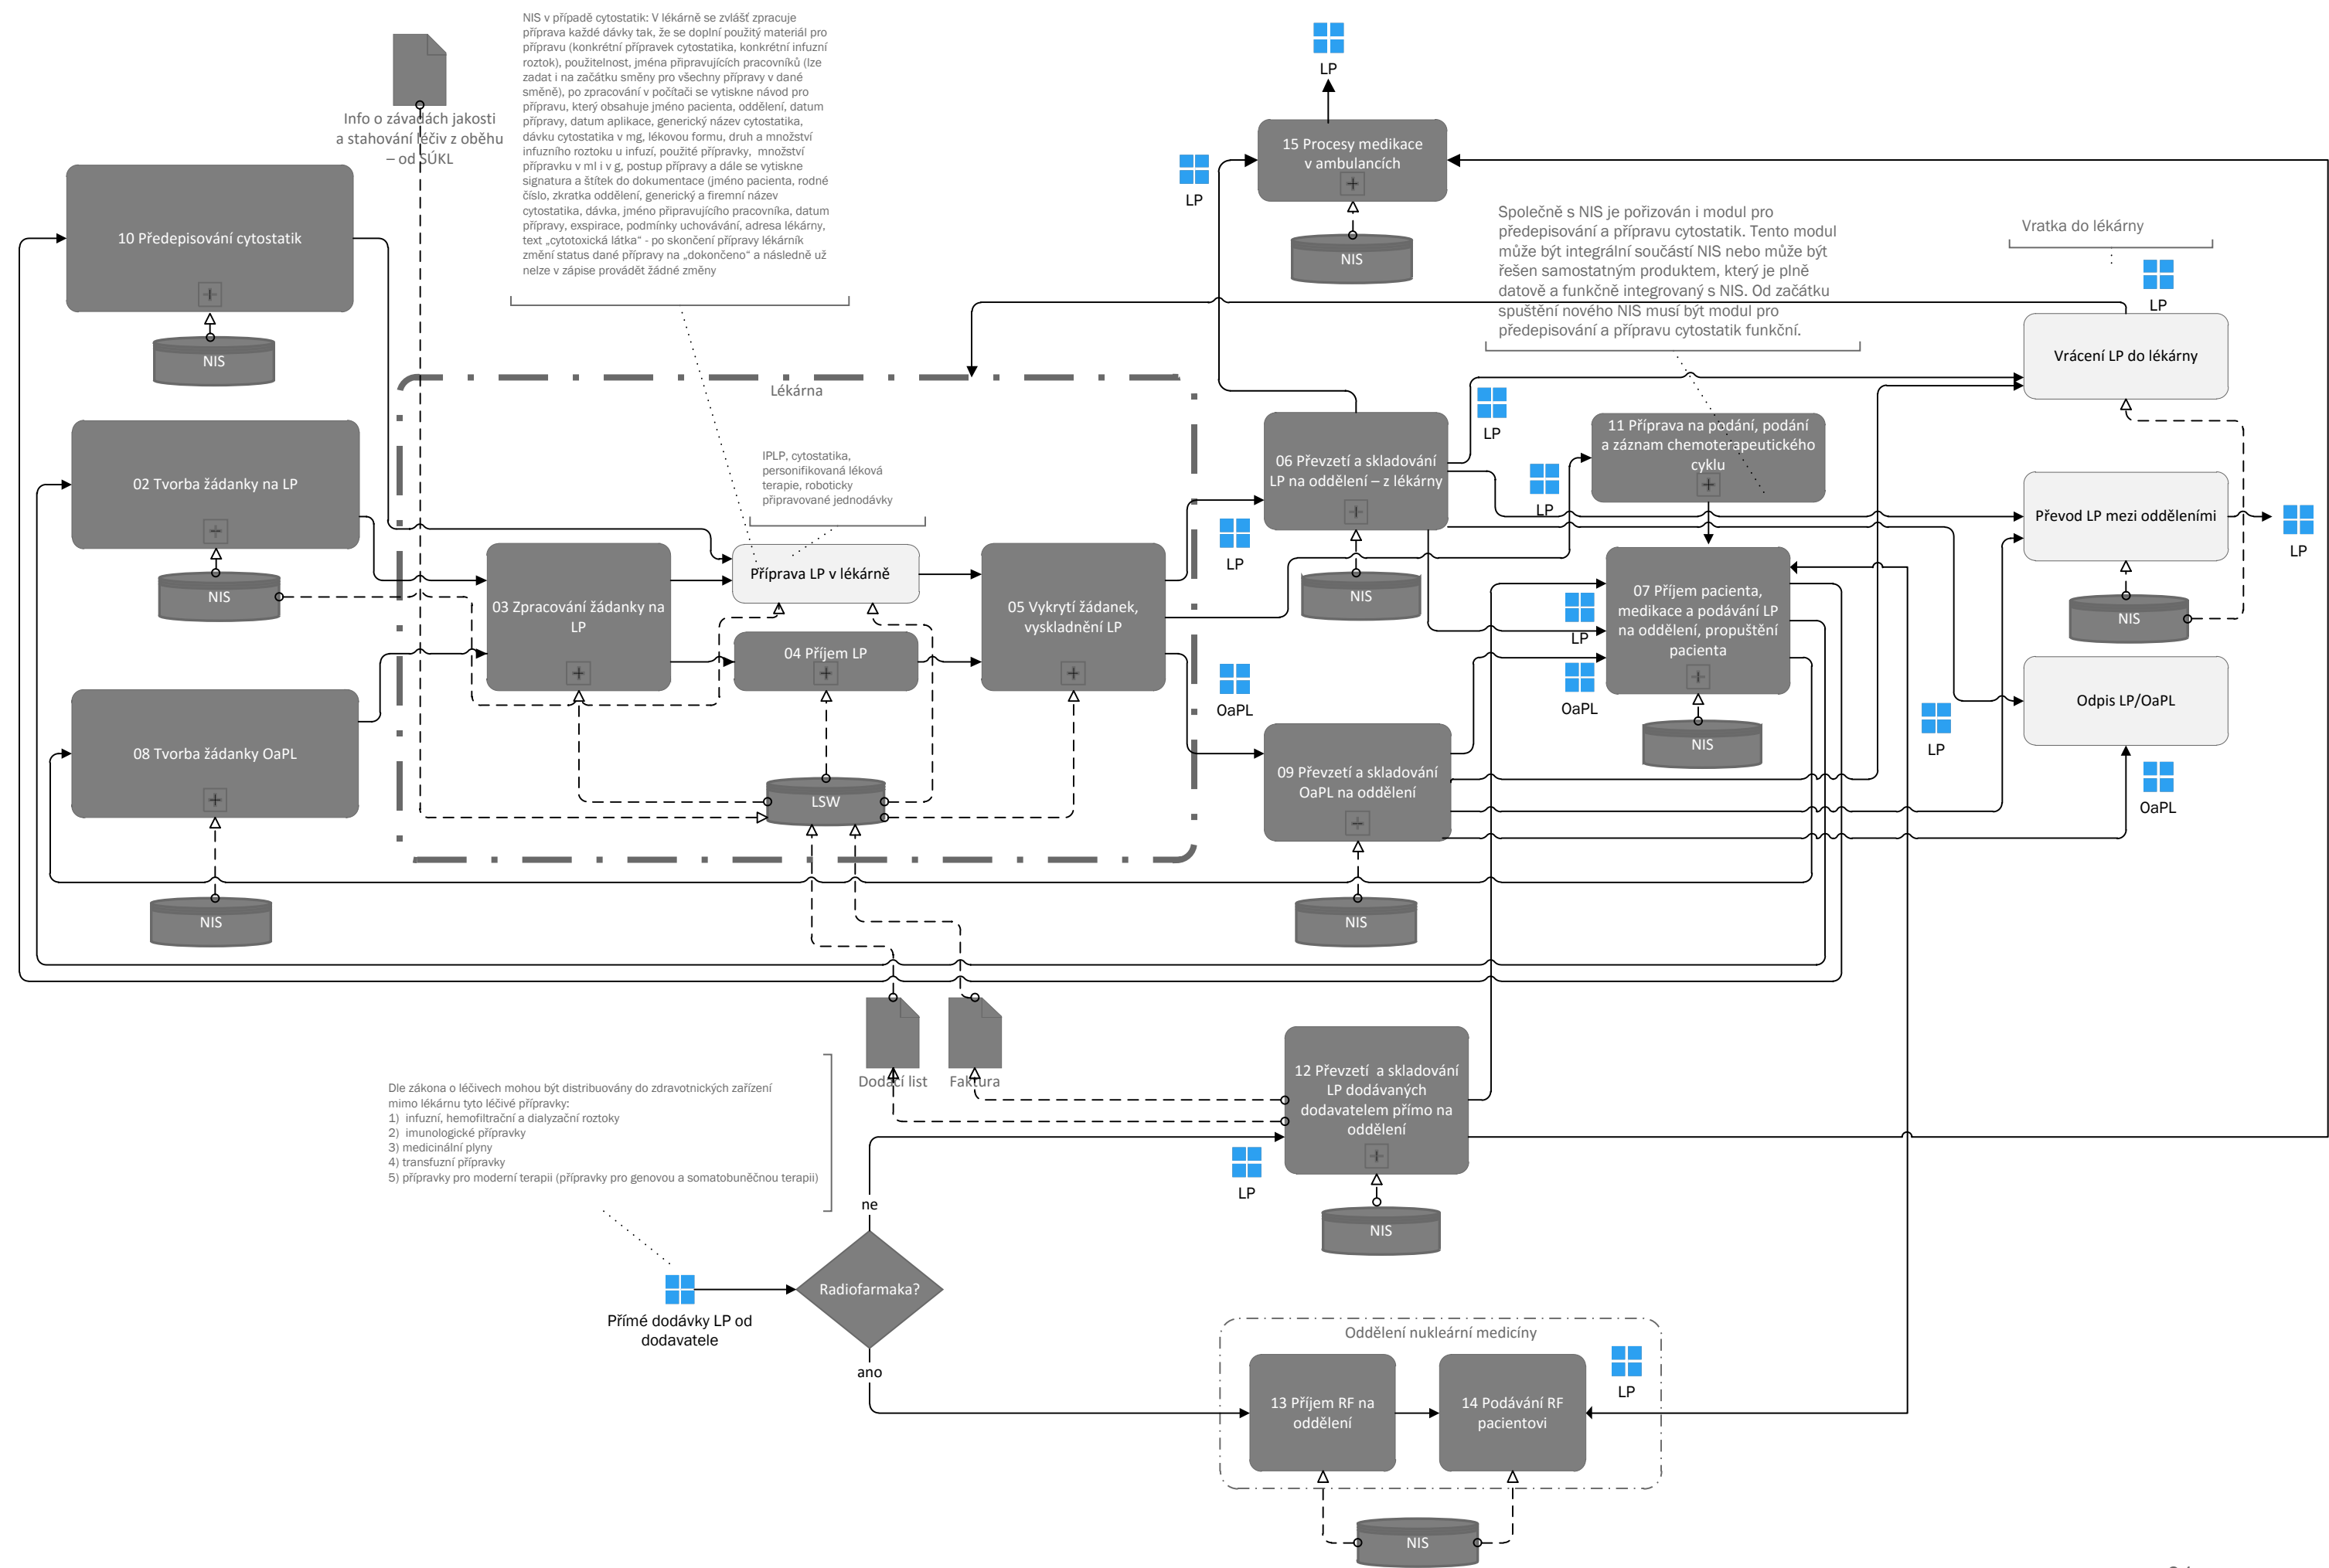 NIS v případě cytostatik: V lékárně se zvlášť zpracuje
příprava každé dávky tak, že se doplní použitý materiál pro
přípravu (konkrétní přípravek cytostatika, konkrétní infuzní
roztok), použitelnost, jména připravujících pracovníků (lze
zadat i na začátku směny pro všechny přípravy v dané
směně), po zpracování v počítači se vytiskne návod pro
přípravu, který obsahuje jméno pacienta, oddělení, datum
přípravy, datum aplikace, generický název cytostatika,
dávku cytostatika v mg, lékovou formu, druh a množství
infuzního roztoku u infuzí, použité přípravky, množství
přípravku v ml i v g, postup přípravy a dále se vytiskne
signatura a štítek do dokumentace (jméno pacienta, rodné
číslo, zkratka oddělení, generický a firemní název
cytostatika, dávka, jméno připravujícího pracovníka, datum
přípravy, exspirace, podmínky uchovávání, adresa lékárny,
text „cytotoxická látka“ - po skončení přípravy lékárník
změní status dané přípravy na „dokončeno“ a následně už
nelze v zápise provádět žádné změny
Info o závadách jakosti
a stahování léčiv z oběhu
– od SÚKL
LP
15 Procesy medikace
v ambulancích
LP
NIS
Společně s NIS je pořizován i modul pro
předepisování a přípravu cytostatik. Tento modul
může být integrální součástí NIS nebo může být
řešen samostatným produktem, který je plně
datově a funkčně integrovaný s NIS. Od začátku
spuštění nového NIS musí být modul pro
předepisování a přípravu cytostatik funkční.
Vratka do lékárny
LP
Vrácení LP do lékárny
10 Předepisování cytostatik
NIS
Lékárna
02 Tvorba žádanky na LP
NIS
IPLP, cytostatika,
personifikovaná léková
terapie, roboticky
připravované jednodávky
03 Zpracování žádanky na
LP
Příprava LP v lékárně
04 Příjem LP
05 Vykrytí žádanek,
vyskladnění LP
LSW
LP
OaPL
06 Převzetí a skladování
LP na oddělení – z lékárny
NIS
LP
LP
11 Příprava na podání, podání
a záznam chemoterapeutického
cyklu
LP
OaPL
07 Příjem pacienta,
medikace a podávání LP
na oddělení, propuštění
pacienta
NIS
Převod LP mezi odděleními
LP
NIS
Odpis LP/OaPL
LP
OaPL
08 Tvorba žádanky OaPL
NIS
09 Převzetí a skladování
OaPL na oddělení
NIS
Dodací list
Faktura
12 Převzetí  a skladování
LP dodávaných
dodavatelem přímo na
oddělení
LP
NIS
Dle zákona o léčivech mohou být distribuovány do zdravotnických zařízení
mimo lékárnu tyto léčivé přípravky:
1) infuzní, hemofiltrační a dialyzační roztoky
2) imunologické přípravky
3) medicinální plyny
4) transfuzní přípravky
5) přípravky pro moderní terapii (přípravky pro genovou a somatobuněčnou terapii)
ne
Radiofarmaka?
ano
Přímé dodávky LP od
dodavatele
Oddělení nukleární medicíny
13 Příjem RF na
oddělení
14 Podávání RF
pacientovi
LP
NIS